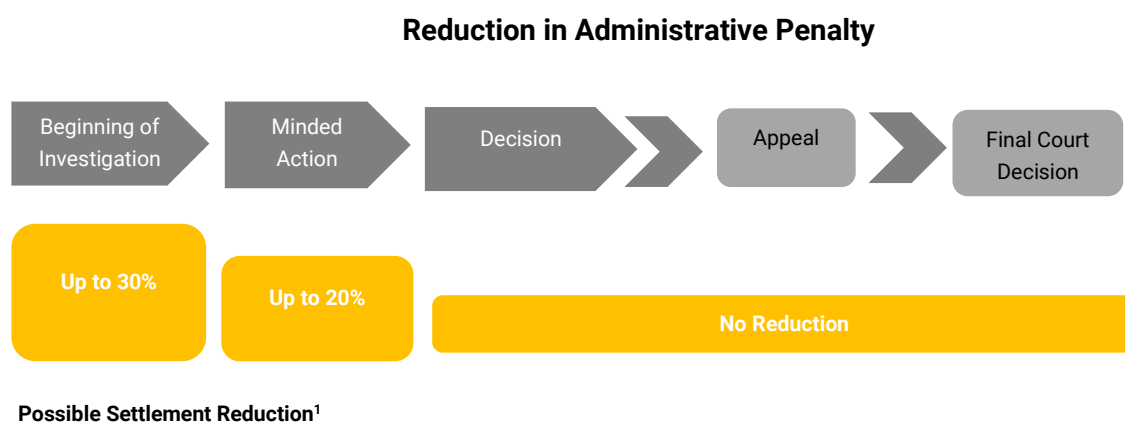 Reduction in Administrative Penalty
Beginning of
Investigation
Minded
Action
Decision
Appeal
Final Court
Decision
Up to 30%
Up to 20%
No Reduction
Possible Settlement Reduction¹